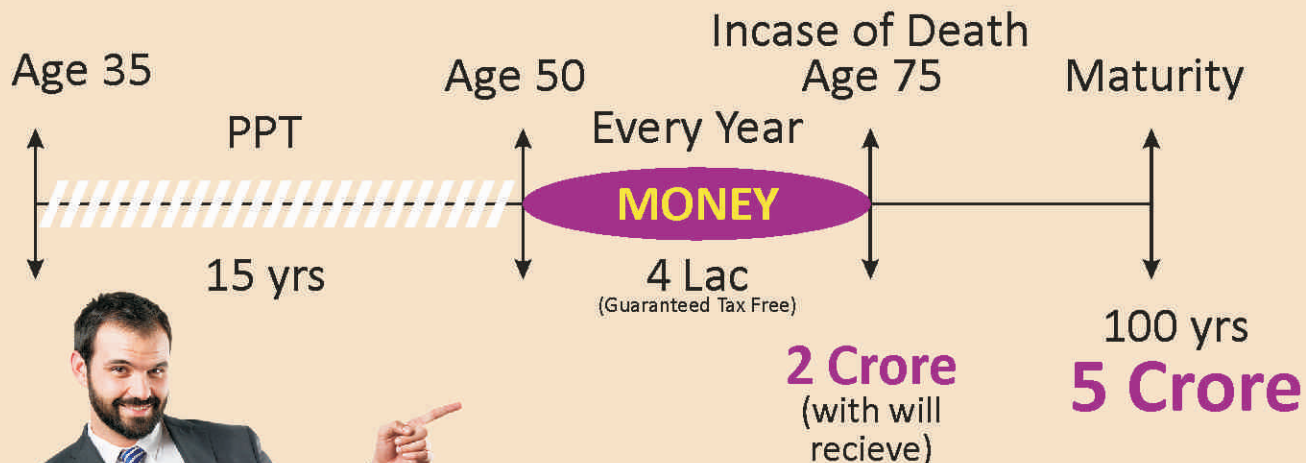 Incase of Death
Age 35
Age 50
Age 75
Maturity
PPT
Every Year
MONEY
15 yrs
4 Lac
(Guaranteed Tax Free)
100 yrs
2 Crore
5 Crore
(with will
recieve)